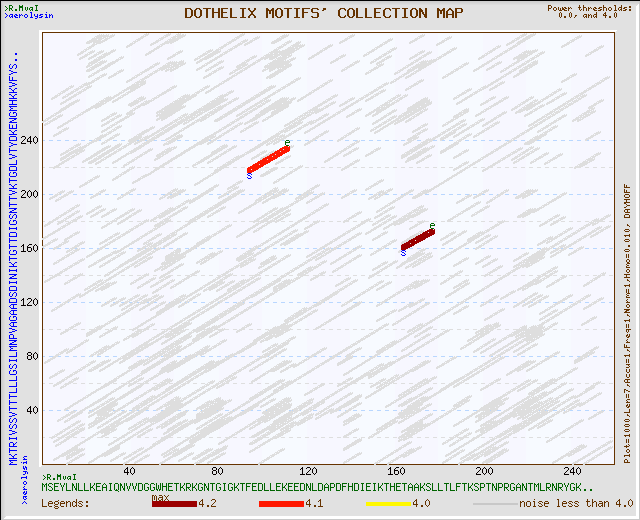 >R.MvaI
>aerolysin
DOTHELIX MOTIFS' COLLECTION MAP
Power thresholds:
0.0, and 4.0
MKTRIVSSVTTTLLLGSILMNPVAGAADSDINIKTGTTDIGSNTTVKTGDLVTYDKENGMHKKVFYS..
>aerolysin
240
200
160
120
80
40
e
s
e
s
Plot=1000,Len=7,Accu=1,Freq=1,Norm=1,Homo=0.010, DAYHOFF
40
80
120
160
200
240
>R.MvaI
MSEYLNLLKEAIQNVVDGGWHETKRKGNTGIGKTFEDLLEKEEDNLDAPDFHDIEIKTHETAAKSLLTLFTKSPTNPRGANTMLRNRYGK..
Legends:
max
4.2
4.1
4.0
noise less than 4.0